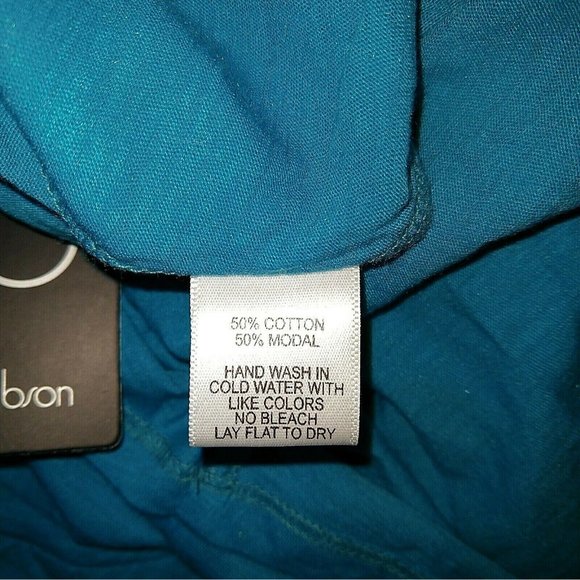 50% COTTON
50% MODAL
HAND WASH IN
COLD WATER WITH
LIKE COLORS
NO BLEACH
LAY FLAT TO DRY
bson